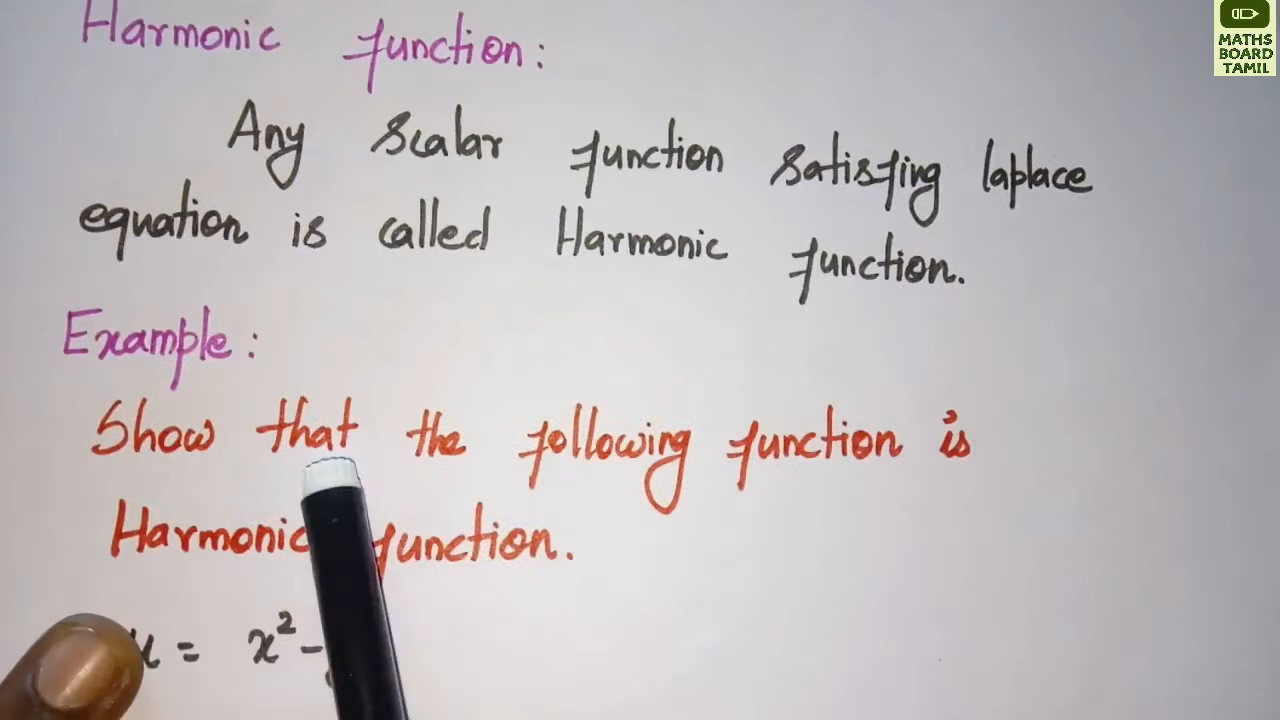 Harmonic function:
MATHS
BOARD
TAMIL
Any scalar function satisfing laplace
equation is called Harmonic function.
Example:
Show that the following function is
Harmonic function.
u = x² -